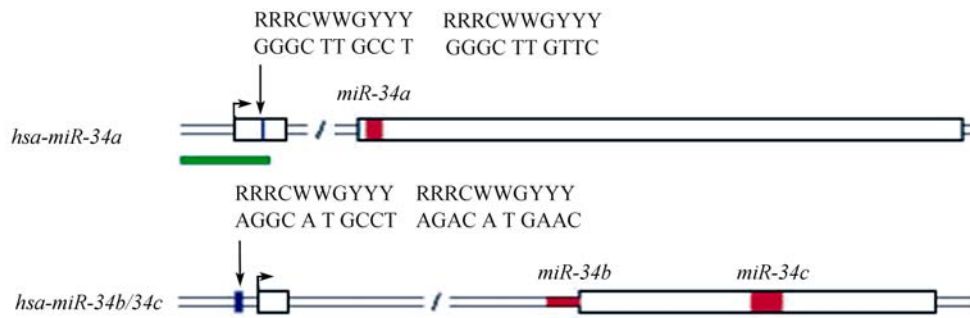 RRRCWWGYYY RRRCWWGYYY
GGGC TT GCC T GGGC TT GTTC
miR-34a
hsa-miR-34a
RRRCWWGYYY RRRCWWGYYY
AGGC A T GCCT AGAC A T GAAC
miR-34b miR-34c
hsa-miR-34b/34c